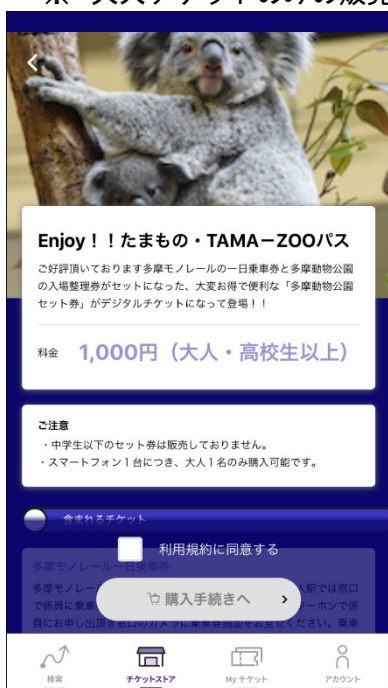 Enjoy!!たまもの・TAMA－ZOOパス
ご好評頂いております多摩モノレールの一日乗車券と多摩動物公園
の入場整理券がセットになった、大変お得で便利な「多摩動物公園
セット券」がデジタルチケットになって登場！！
料金 1,000円（大人・高校生以上）
ご注意
・中学生以下のセット券は販売しておりません。
・スマートフォン１台につき、大人１名のみ購入可能です。
含まれるチケット
利用規約に同意する
多摩モノレール一日乗車券
購入手続きへ
検索
チケットストア
My チケット
アカウント